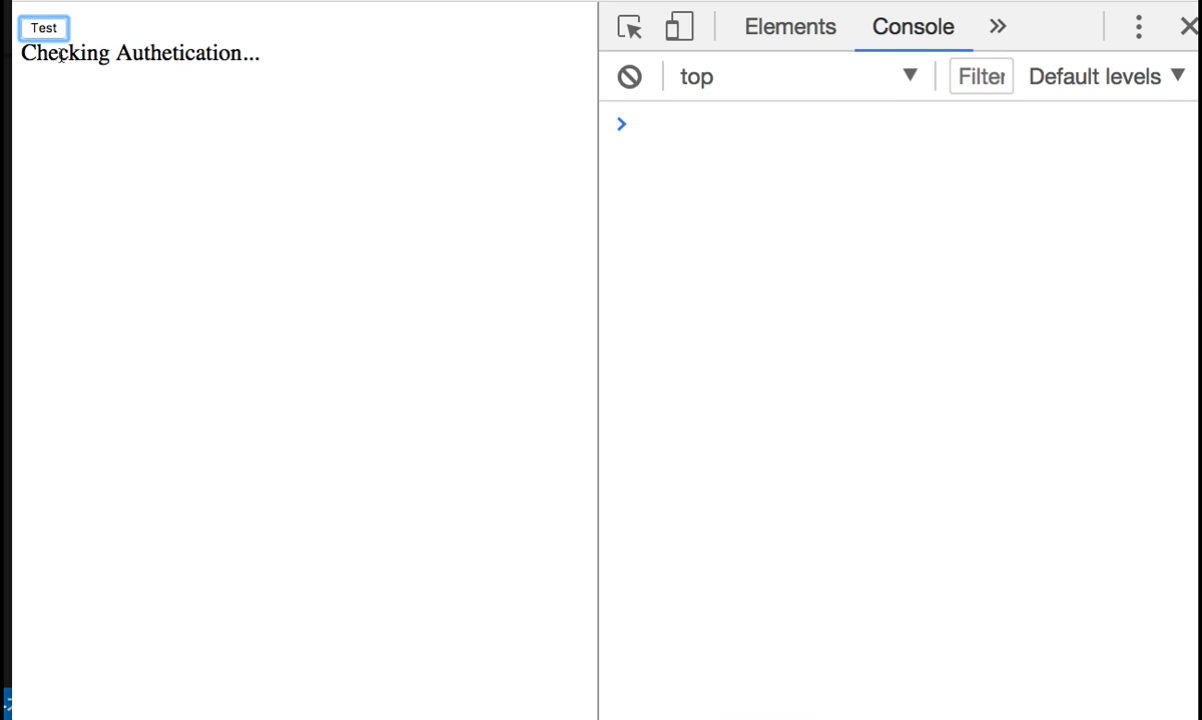 Test
Checking Authetication...
Elements Console
top Filter Default levels